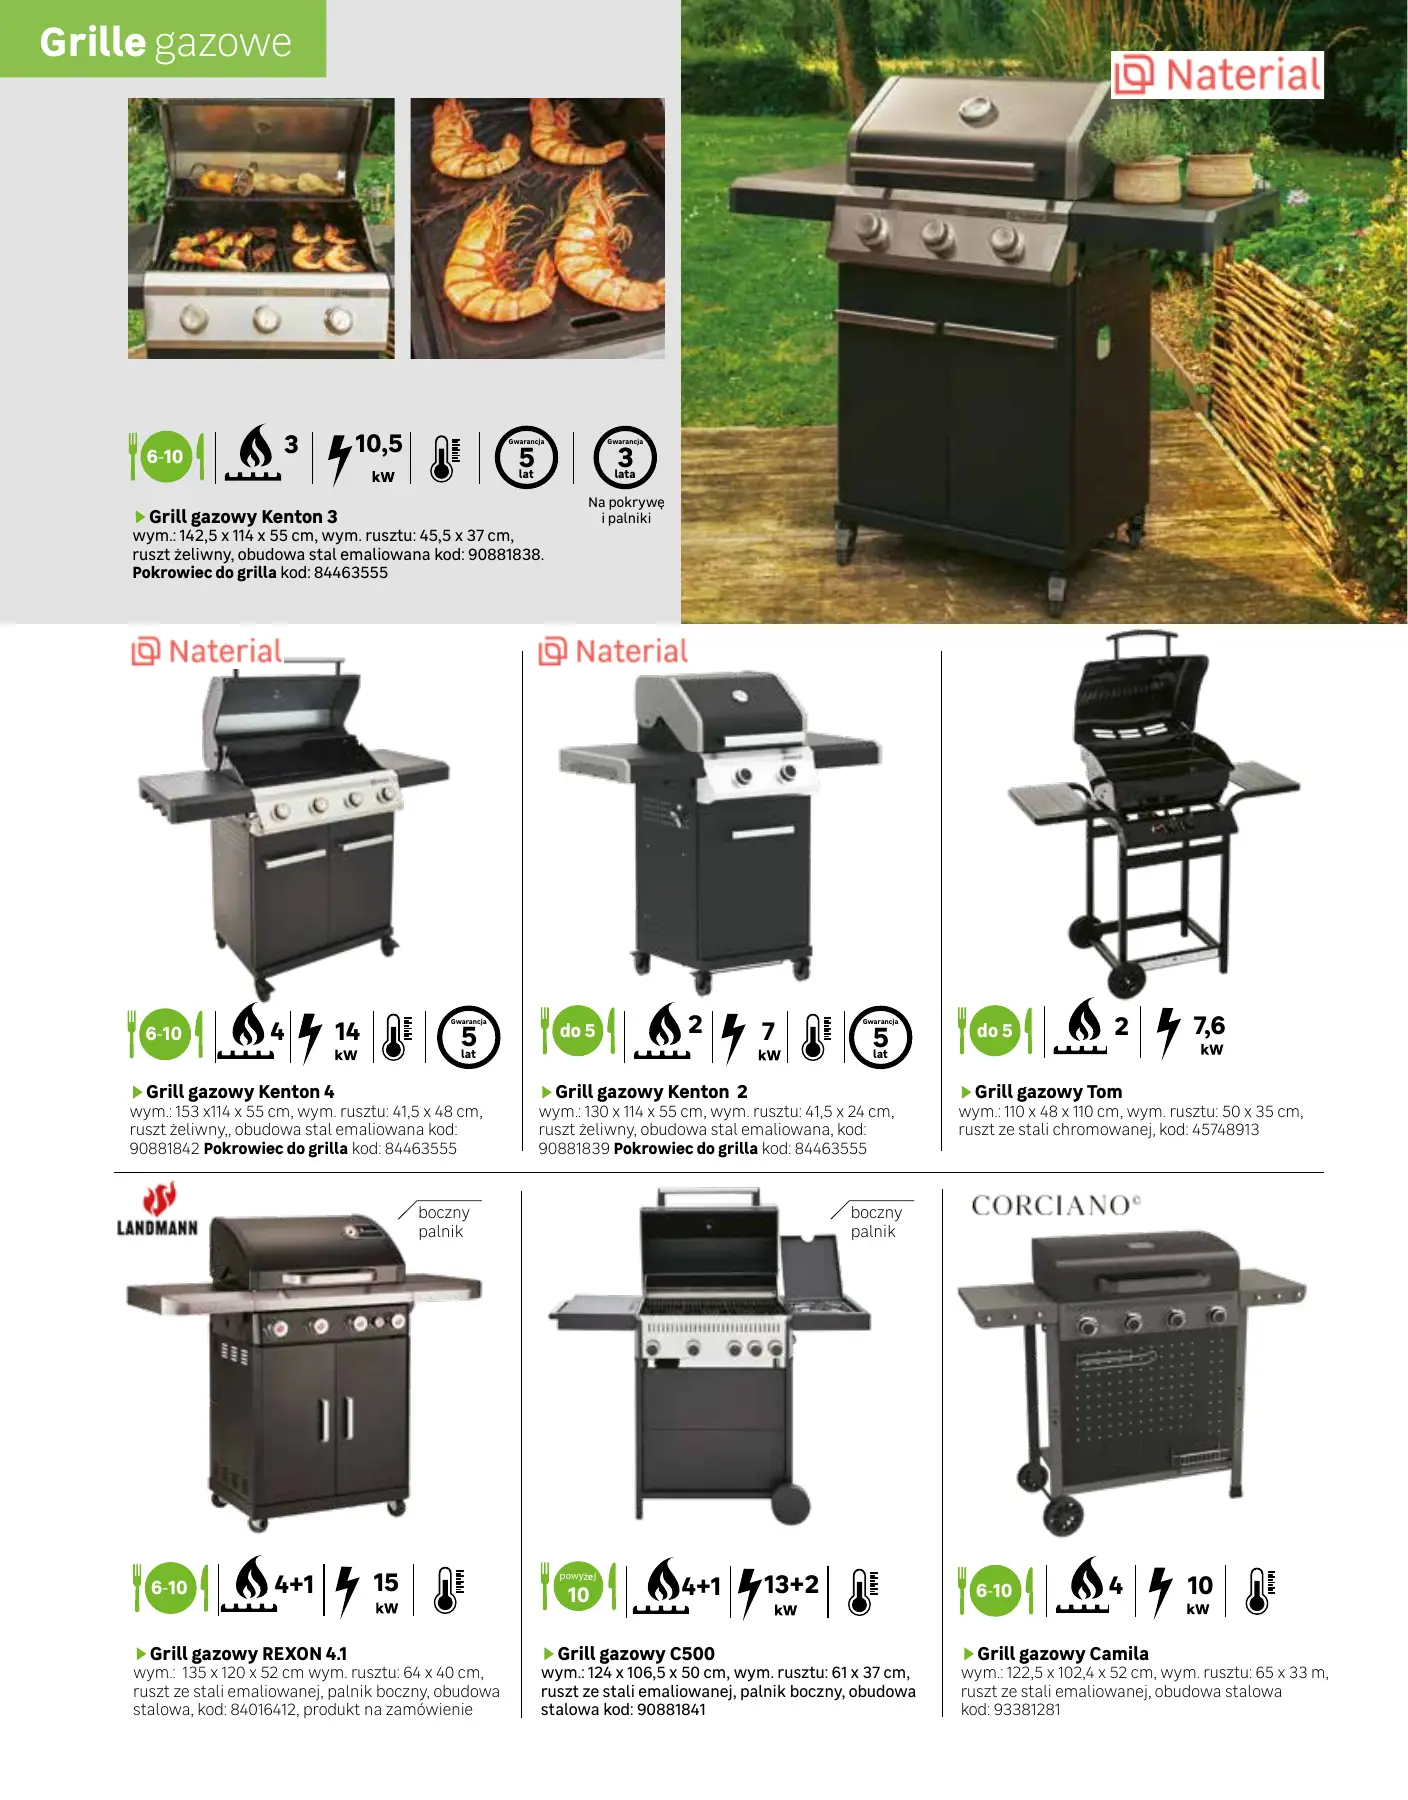 Grille gazowe
Naterial
6-10
3
10,5
kW
Gwarancja
5
lat
Gwarancja
3
lata
Na pokrywę
i palniki
Grill gazowy Kenton 3
wym.: 142,5 x 114 x 55 cm, wym. rusztu: 45,5 x 37 cm,
ruszt żeliwny, obudowa stal emaliowana kod: 90881838.
Pokrowiec do grilla kod: 84463555
Naterial
6-10
4
14
kW
Gwarancja
5
lat
Grill gazowy Kenton 4
wym.: 153 x114 x 55 cm, wym. rusztu: 41,5 x 48 cm,
ruszt żeliwny,, obudowa stal emaliowana kod:
90881842 Pokrowiec do grilla kod: 84463555
Naterial
do 5
2
7
kW
Gwarancja
5
lat
Grill gazowy Kenton 2
wym.: 130 x 114 x 55 cm, wym. rusztu: 41,5 x 24 cm,
ruszt żeliwny, obudowa stal emaliowana, kod:
90881839 Pokrowiec do grilla kod: 84463555
do 5
2
7,6
kW
Grill gazowy Tom
wym.: 110 x 48 x 110 cm, wym. rusztu: 50 x 35 cm,
ruszt ze stali chromowanej, kod: 45748913
LANDMANN
boczny
palnik
6-10
4+1
15
kW
Grill gazowy REXON 4.1
wym.: 135 x 120 x 52 cm wym. rusztu: 64 x 40 cm,
ruszt ze stali emaliowanej, palnik boczny, obudowa
stalowa, kod: 84016412, produkt na zamówienie
boczny
palnik
powyżej
10
4+1
13+2
kW
Grill gazowy C500
wym.: 124 x 106,5 x 50 cm, wym. rusztu: 61 x 37 cm,
ruszt ze stali emaliowanej, palnik boczny, obudowa
stalowa kod: 90881841
CORCIANO©
6-10
4
10
kW
Grill gazowy Camila
wym.: 122,5 x 102,4 x 52 cm, wym. rusztu: 65 x 33 m,
ruszt ze stali emaliowanej, obudowa stalowa
kod: 93381281